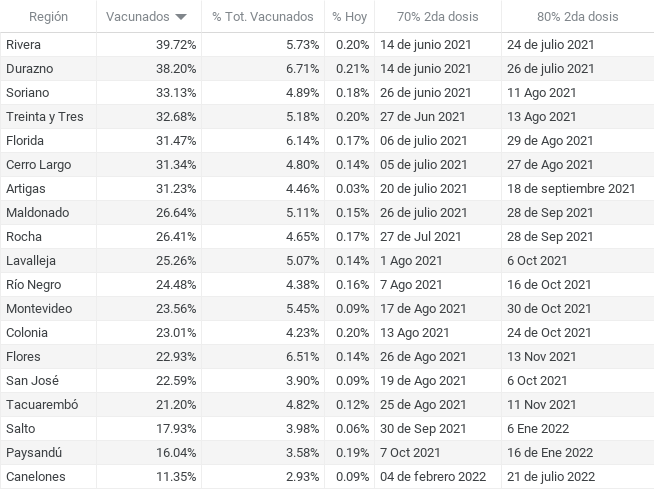 Región Vacunados % Tot. Vacunados % Hoy 70% 2da dosis 80% 2da dosis
Rivera 39.72% 5.73% 0.20% 14 de junio 2021 24 de julio 2021
Durazno 38.20% 6.71% 0.21% 14 de junio 2021 26 de julio 2021
Soriano 33.13% 4.89% 0.18% 26 de junio 2021 11 Ago 2021
Treinta y Tres 32.68% 5.18% 0.20% 27 de Jun 2021 13 Ago 2021
Florida 31.47% 6.14% 0.17% 06 de julio 2021 29 de Ago 2021
Cerro Largo 31.34% 4.80% 0.14% 05 de julio 2021 27 de Ago 2021
Artigas 31.23% 4.46% 0.03% 20 de julio 2021 18 de septiembre 2021
Maldonado 26.64% 5.11% 0.15% 26 de julio 2021 28 de Sep 2021
Rocha 26.41% 4.65% 0.17% 27 de Jul 2021 28 de Sep 2021
Lavalleja 25.26% 5.07% 0.14% 1 Ago 2021 6 Oct 2021
Río Negro 24.48% 4.38% 0.16% 7 Ago 2021 16 de Oct 2021
Montevideo 23.56% 5.45% 0.09% 17 de Ago 2021 30 de Oct 2021
Colonia 23.01% 4.23% 0.20% 13 Ago 2021 24 de Oct 2021
Flores 22.93% 6.51% 0.14% 26 de Ago 2021 13 Nov 2021
San José 22.59% 3.90% 0.09% 19 de Ago 2021 6 Oct 2021
Tacuarembó 21.20% 4.82% 0.12% 25 de Ago 2021 11 Nov 2021
Salto 17.93% 3.98% 0.06% 30 de Sep 2021 6 Ene 2022
Paysandú 16.04% 3.58% 0.19% 7 Oct 2021 16 de Ene 2022
Canelones 11.35% 2.93% 0.09% 04 de febrero 2022 21 de julio 2022